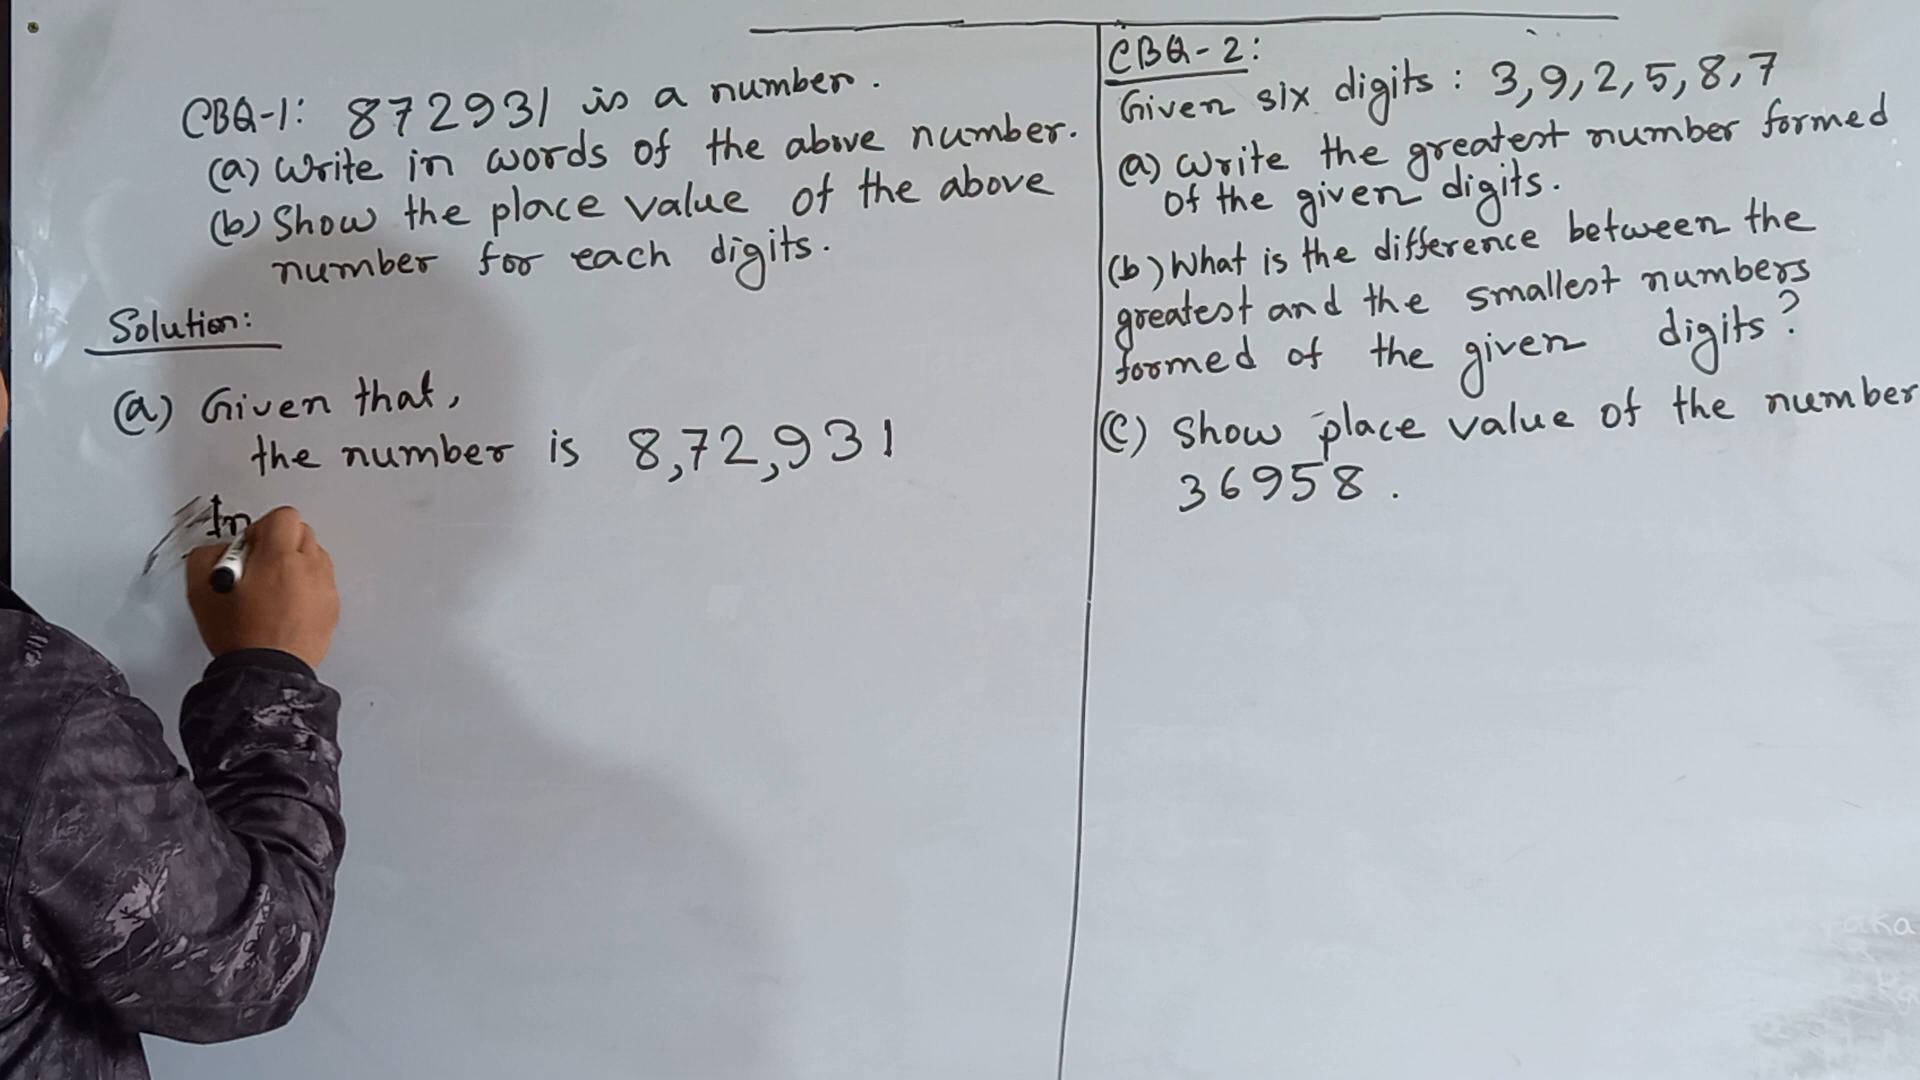 CBQ-1: 872931 is a number.
(a) Write in words of the above number.
(b) Show the place value of the above
number for each digits.
Solution:
(a) Given that,
the number is 8,72,931
In
CBQ-2:
Given six digits: 3,9,2,5,8,7
(a) Write the greatest number formed
of the given digits.
(b) What is the difference between the
greatest and the smallest numbers
formed of the given digits?
(C) Show place value of the number
36958.
aka